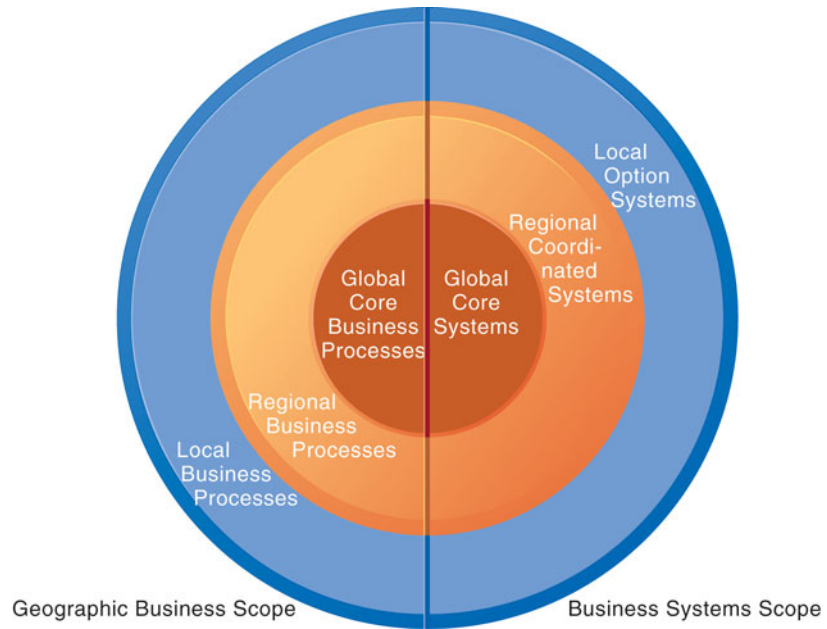 Local
Option
Systems
Regional
Coordi-
nated
Systems
Global
Core
Business
Processes
Global
Core
Systems
Regional
Business
Processes
Local
Business
Processes
Geographic Business Scope
Business Systems Scope